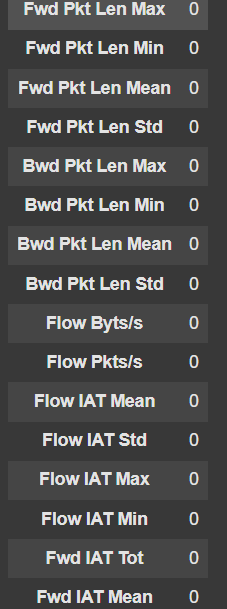 Fwd Pkt Len Max 0
Fwd Pkt Len Min 0
Fwd Pkt Len Mean 0
Fwd Pkt Len Std 0
Bwd Pkt Len Max 0
Bwd Pkt Len Min 0
Bwd Pkt Len Mean 0
Bwd Pkt Len Std 0
Flow Byts/s 0
Flow Pkts/s 0
Flow IAT Mean 0
Flow IAT Std 0
Flow IAT Max 0
Flow IAT Min 0
Fwd IAT Tot 0
Fwd IAT Mean 0